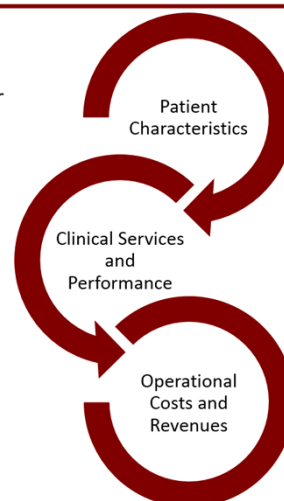 r
Patient
Characteristics
Clinical Services
and
Performance
Operational
Costs and
Revenues